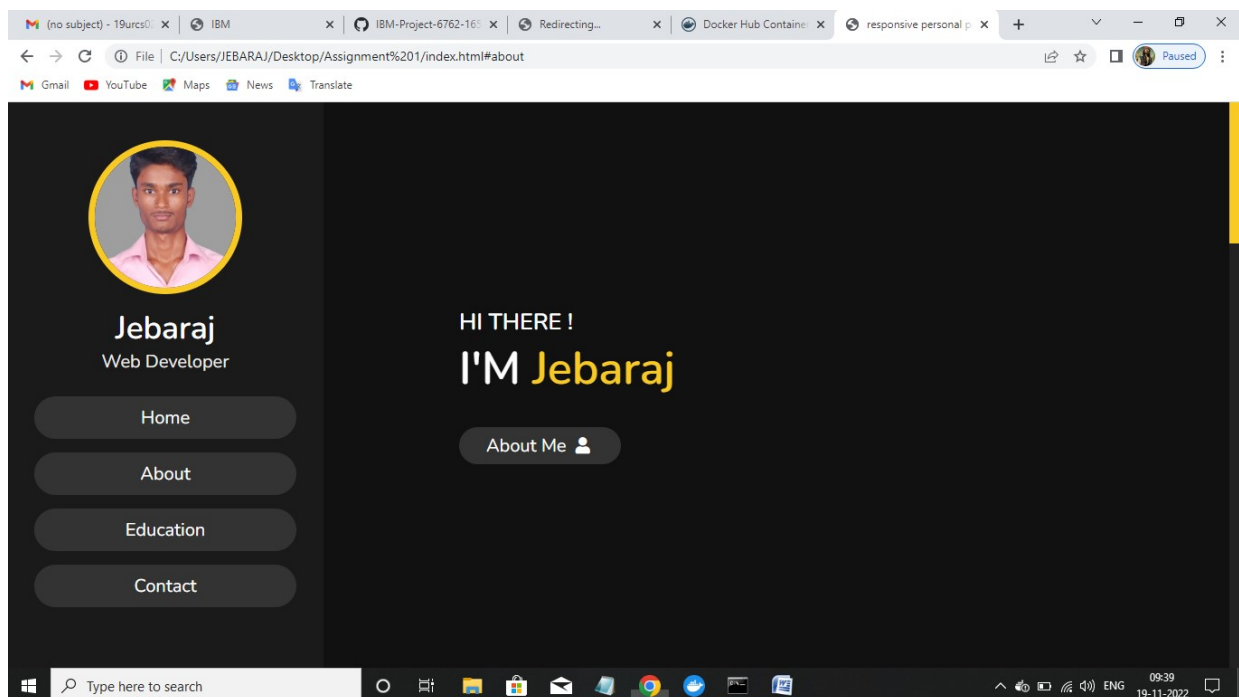 (no subject) - 19urcs0
IBM
IBM-Project-6762-165
Redirecting...
Docker Hub Container
responsive personal p
File | C:/Users/JEBARAJ/Desktop/Assignment%201/index.html#about
Paused
Gmail YouTube Maps News Translate
Jebaraj
Web Developer
Home
About
Education
Contact
HI THERE !
I'M Jebaraj
About Me
Type here to search
ENG
09:39
19-11-2022